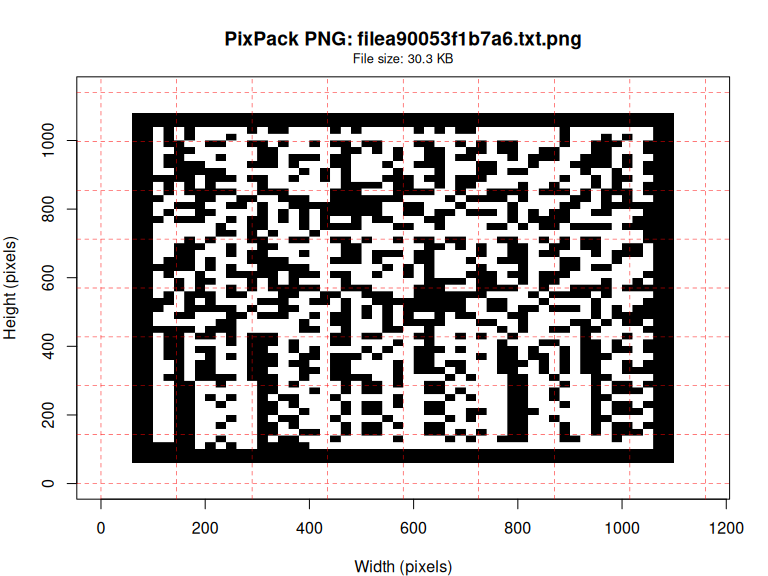 PixPack PNG: filea90053f1b7a6.txt.png
File size: 30.3 KB
Height (pixels)
1000
800
600
400
200
0
0 200 400 600 800 1000 1200
Width (pixels)